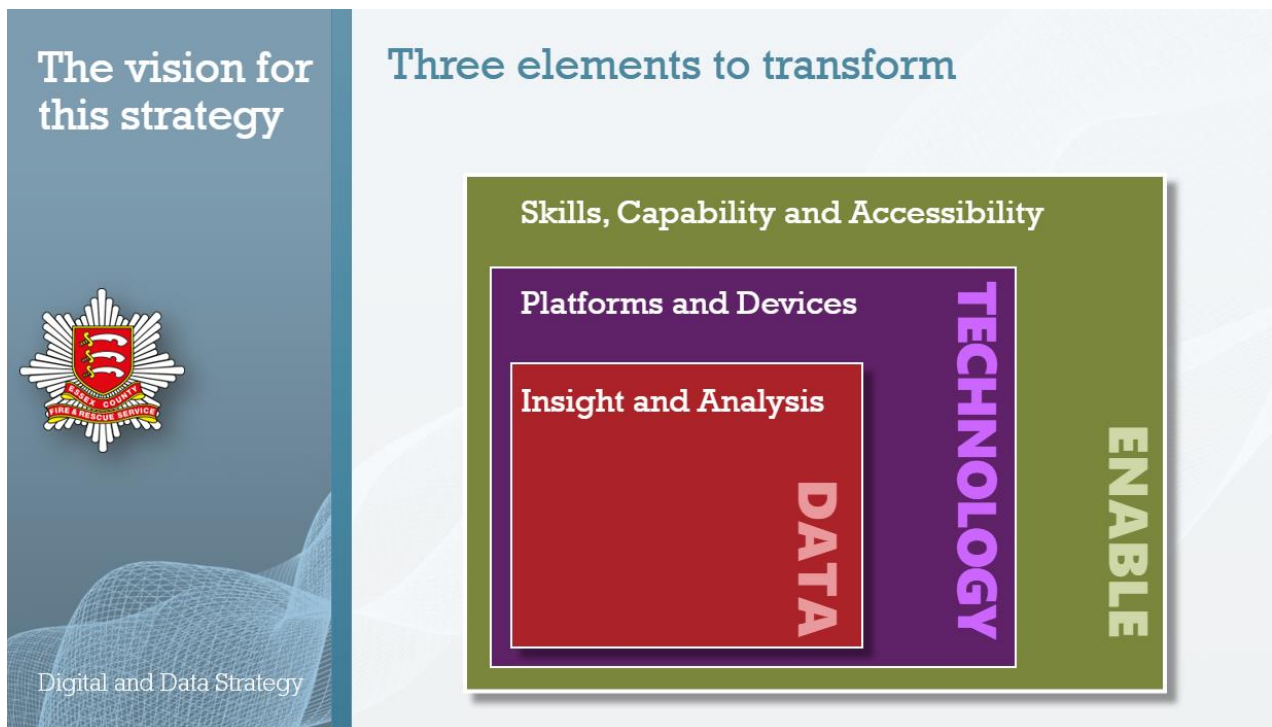 The vision for
this strategy
Three elements to transform
Skills, Capability and Accessibility
Platforms and Devices
Insight and Analysis
DATA
TECHNOLOGY
ENABLE
ESSEX COUNTY
FIRE & RESCUE SERVICE
Digital and Data Strategy